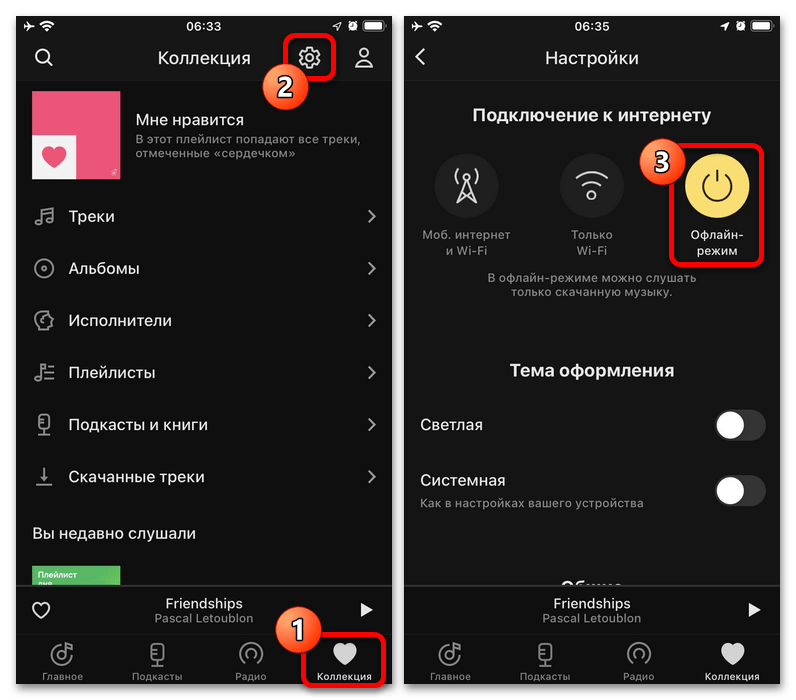 06:33
Коллекция
2
Мне нравится
В этот плейлист попадают все треки,
отмеченные «сердечком»
Треки
Альбомы
Исполнители
Плейлисты
Подкасты и книги
Скачанные треки
Вы недавно слушали
Плейлист
дня
Friendships
Pascal Letoublon
1
Главное
Подкасты
Радио
Коллекция
06:35
Настройки
Подключение к интернету
3
Моб. интернет
и Wi-Fi
Только
Wi-Fi
Офлайн-
режим
В офлайн-режиме можно слушать
только скачанную музыку.
Тема оформления
Светлая
Системная
Как в настройках вашего устройства
Friendships
Pascal Letoublon
Главное
Подкасты
Радио
Коллекция